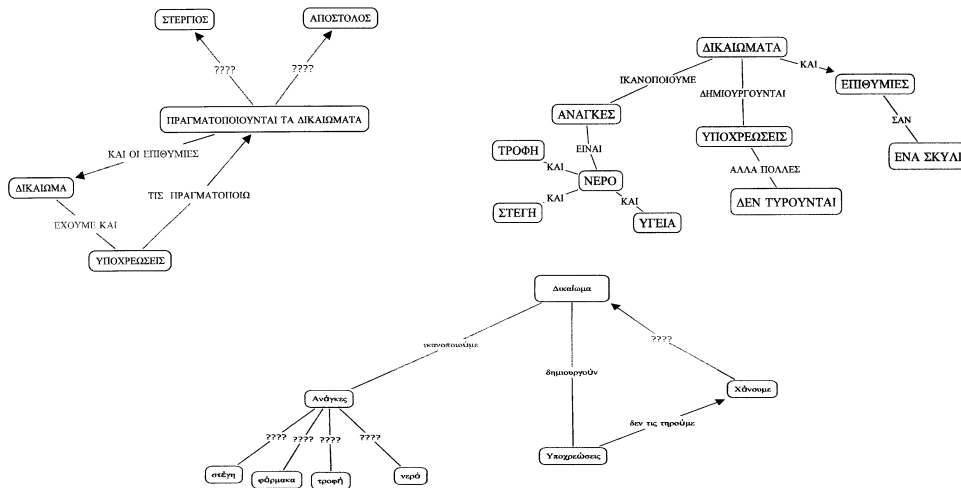 ΣΤΕΡΓΙΟΣ
ΑΠΟΣΤΟΛΟΣ
????
????
ΠΡΑΓΜΑΤΟΠΟΙΟΥΝΤΑΙ ΤΑ ΔΙΚΑΙΩΜΑΤΑ
ΚΑΙ ΟΙ ΕΠΙΘΥΜΙΕΣ
ΔΙΚΑΙΩΜΑ
ΤΙΣ ΠΡΑΓΜΑΤΟΠΟΙΩ
ΕΧΟΥΜΕ ΚΑΙ
ΥΠΟΧΡΕΩΣΕΙΣ
ΔΙΚΑΙΩΜΑΤΑ
ΙΚΑΝΟΠΟΙΟΥΜΕ
ΚΑΙ
ΔΗΜΙΟΥΡΓΟΥΝΤΑΙ
ΕΠΙΘΥΜΙΕΣ
ΑΝΑΓΚΕΣ
ΣΑΝ
ΥΠΟΧΡΕΩΣΕΙΣ
ΕΙΝΑΙ
ΤΡΟΦΗ
ΕΝΑ ΣΚΥΛΙ
ΚΑΙ
ΑΛΛΑ ΠΟΛΛΕΣ
ΝΕΡΟ
ΚΑΙ
ΚΑΙ
ΔΕΝ ΤΥΡΟΥΝΤΑΙ
ΣΤΕΓΗ
ΥΓΕΙΑ
Δικαίωμα
ικανοποιούμε
????
δημιουργούν
Χάνουμε
Ανάγκες
δεν τις τηρούμε
????
????
????
????
Υποχρεώσεις
στέγη
φάρμακα
τροφή
νερό